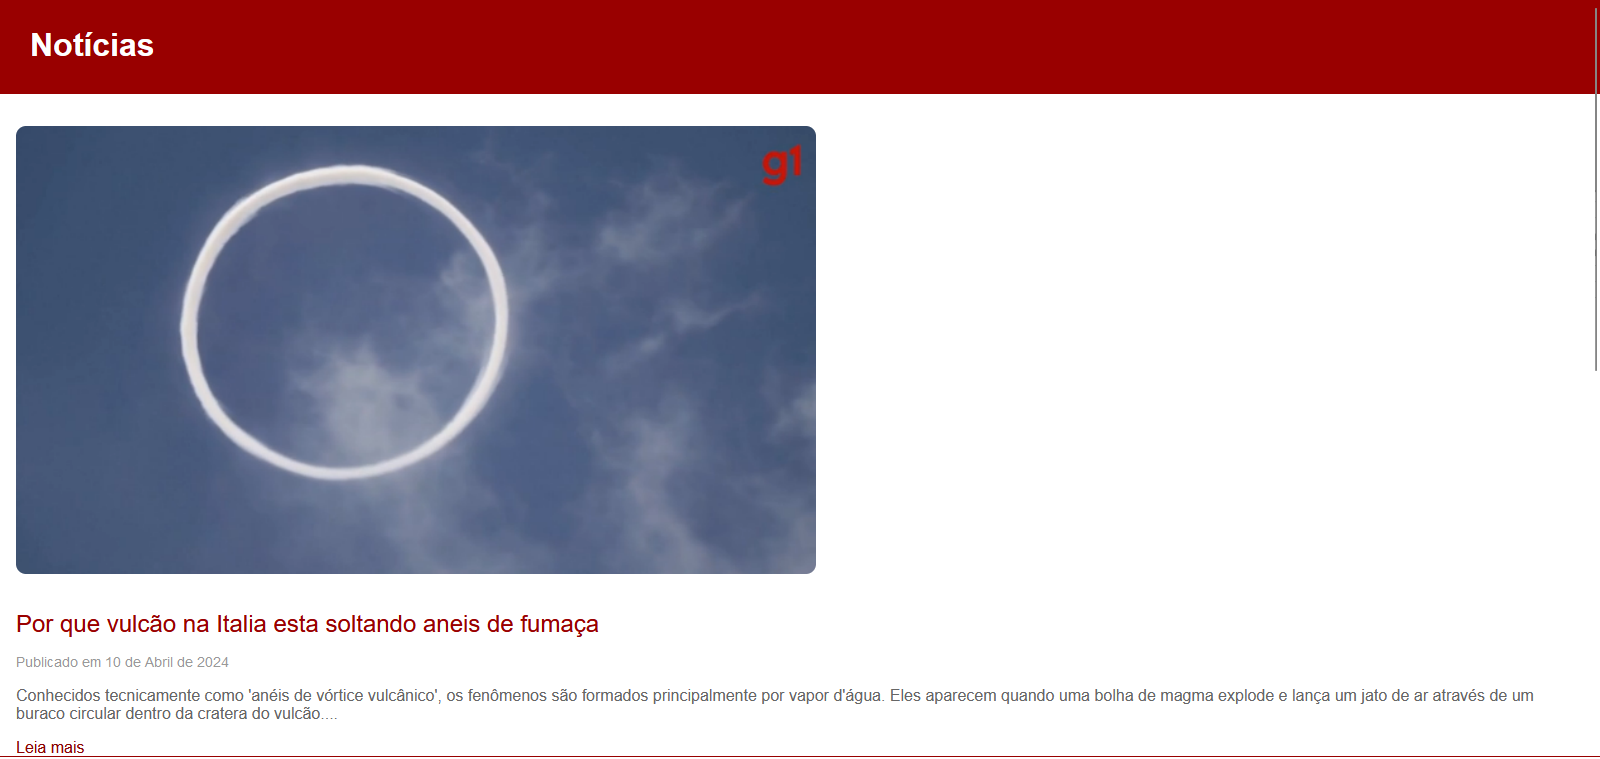 Notícias
g1
Por que vulcão na Italia esta soltando aneis de fumaça
Publicado em 10 de Abril de 2024
Conhecidos tecnicamente como 'anéis de vórtice vulcânico', os fenômenos são formados principalmente por vapor d'água. Eles aparecem quando uma bolha de magma explode e lança um jato de ar através de um
buraco circular dentro da cratera do vulcão....
Leia mais